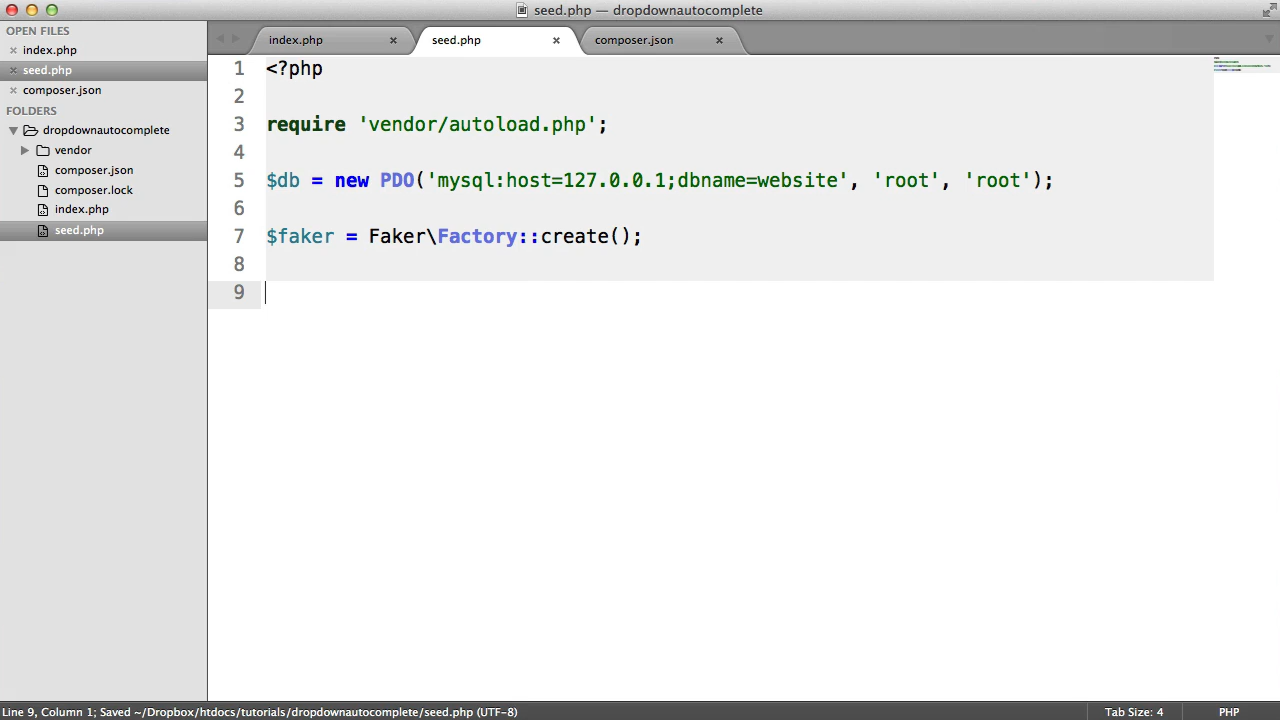 seed.php — dropdownautocomplete
OPEN FILES
index.php
seed.php
composer.json
FOLDERS
dropdownautocomplete
vendor
composer.json
composer.lock
index.php
seed.php
index.php
seed.php
composer.json
1 <?php
2
3 require 'vendor/autoload.php';
4
5 $db = new PDO('mysql:host=127.0.0.1;dbname=website', 'root', 'root');
6
7 $faker = Faker\Factory::create();
8
9
Line 9, Column 1; Saved ~/Dropbox/htdocs/tutorials/dropdownautocomplete/seed.php (UTF-8)
Tab Size: 4
PHP